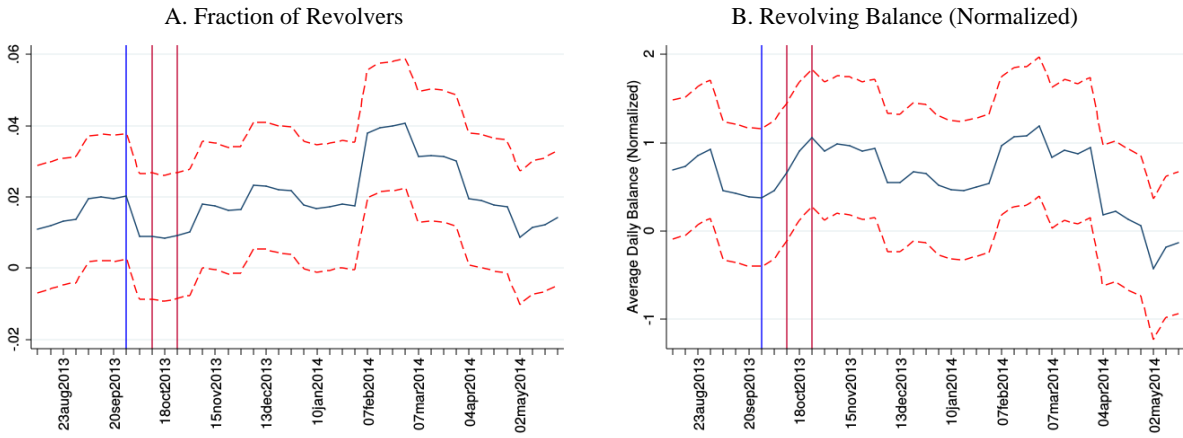 A. Fraction of Revolvers
.06
.04
.02
0
-.02
23aug2013
20sep2013
18oct2013
15nov2013
13dec2013
10jan2014
07feb2014
07mar2014
04apr2014
02may2014
B. Revolving Balance (Normalized)
Average Daily Balance (Normalized)
2
1
0
-1
23aug2013
20sep2013
18oct2013
15nov2013
13dec2013
10jan2014
07feb2014
07mar2014
04apr2014
02may2014